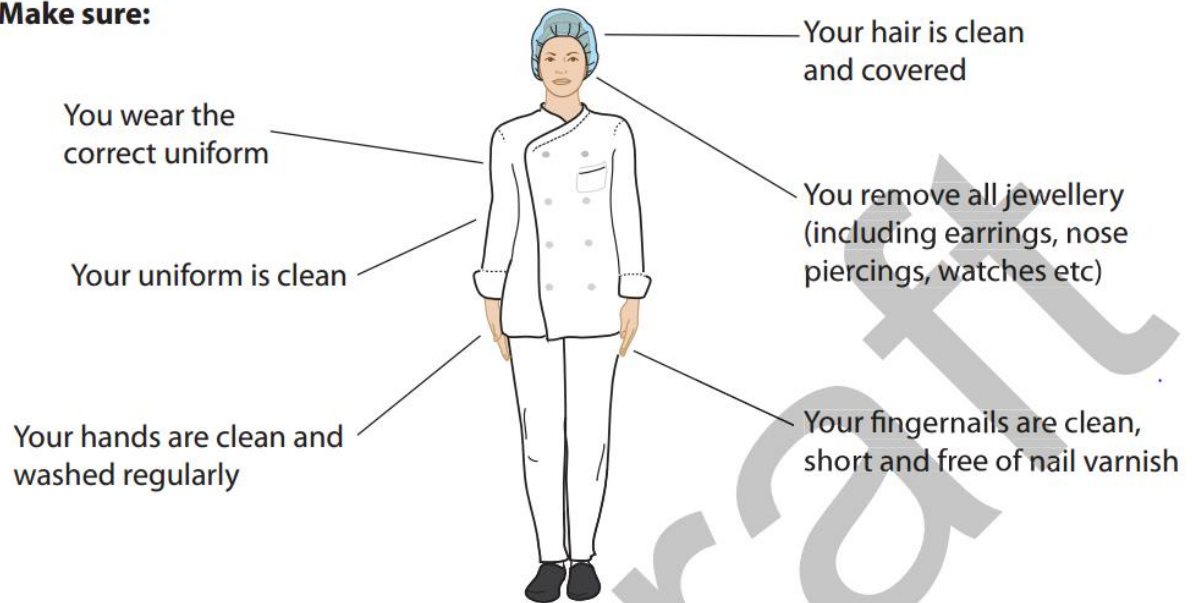 Make sure:
Your hair is clean
and covered
You wear the
correct uniform
You remove all jewellery
(including earrings, nose
piercings, watches etc)
Your uniform is clean
Your hands are clean and
washed regularly
Your fingernails are clean,
short and free of nail varnish
raft